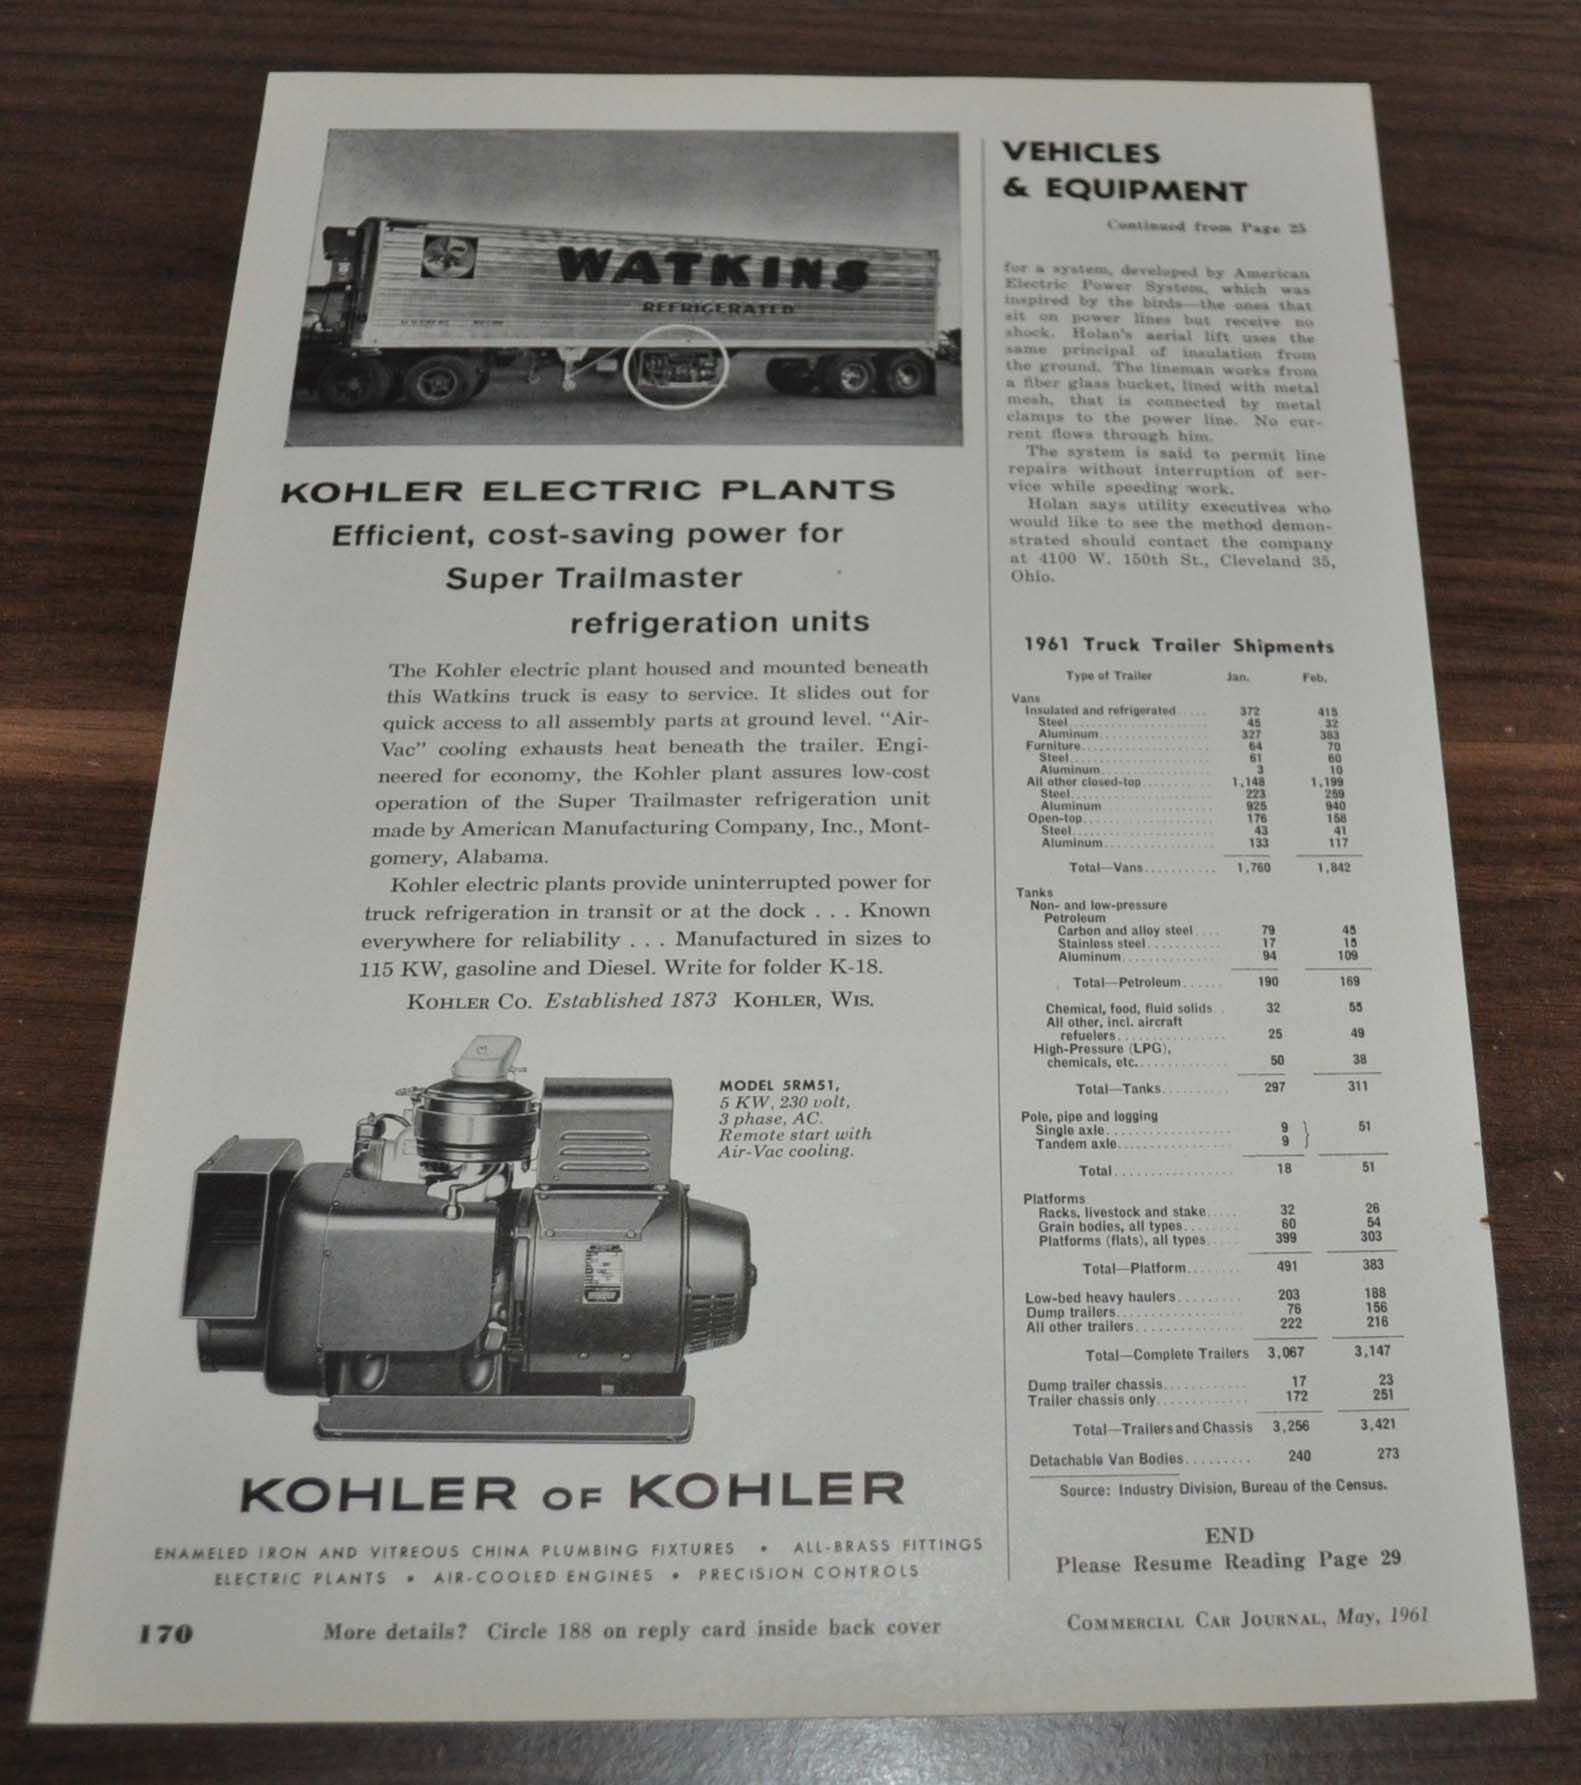 WATKINS
REFRIGERATED
KOHLER ELECTRIC PLANTS
Efficient, cost-saving power for
Super Trailmaster
refrigeration units
The Kohler electric plant housed and mounted beneath
this Watkins truck is easy to service. It slides out for
quick access to all assembly parts at ground level. “Air-
Vac” cooling exhausts heat beneath the trailer. Engi-
neered for economy, the Kohler plant assures low-cost
operation of the Super Trailmaster refrigeration unit
made by American Manufacturing Company, Inc., Mont-
gomery, Alabama.
Kohler electric plants provide uninterrupted power for
truck refrigeration in transit or at the dock . . . Known
everywhere for reliability . . . Manufactured in sizes to
115 KW, gasoline and Diesel. Write for folder K-18.
KOHLER CO. Established 1873 KOHLER, WIS.
MODEL 5RM51,
5 KW, 230 volt,
3 phase, AC.
Remote start with
Air-Vac cooling.
KOHLER OF KOHLER
ENAMELED IRON AND VITREOUS CHINA PLUMBING FIXTURES • ALL-BRASS FITTINGS
ELECTRIC PLANTS • AIR-COOLED ENGINES • PRECISION CONTROLS
VEHICLES
& EQUIPMENT
Continued from Page 25
for a system, developed by American
Electric Power System, which was
inspired by the birds—the ones that
sit on power lines but receive no
shock. Holan's aerial lift uses the
same principal of insulation from
the ground. The lineman works from
a fiber glass bucket, lined with metal
mesh, that is connected by metal
clamps to the power line. No cur-
rent flows through him.
The system is said to permit line
repairs without interruption of ser-
vice while speeding work.
Holan says utility executives who
would like to see the method demon-
strated should contact the company
at 4100 W. 150th St., Cleveland 35,
Ohio.
1961 Truck Trailer Shipments
Type of Trailer Jan. Feb.
Vans
Insulated and refrigerated..... 372 415
Steel..................... 45 32
Aluminum................. 327 383
Furniture................... 64 70
Steel..................... 61 60
Aluminum................. 3 10
All other closed-top........... 1,148 1,199
Steel..................... 223 259
Aluminum................. 925 940
Open-top................... 176 158
Steel..................... 43 41
Aluminum................. 133 117
Total—Vans........... 1,760 1,842
Tanks
Non- and low-pressure
Petroleum
Carbon and alloy steel.... 79 45
Stainless steel........... 17 15
Aluminum.............. 94 109
Total—Petroleum...... 190 169
Chemical, food, fluid solids.. 32 55
All other, incl. aircraft
refuelers................ 25 49
High-Pressure (LPG),
chemicals, etc............. 50 38
Total—Tanks.......... 297 311
Pole, pipe and logging
Single axle.................. 9 } 51
Tandem axle................ 9
Total................. 18 51
Platforms
Racks, livestock and stake..... 32 26
Grain bodies, all types........ 60 54
Platforms (flats), all types..... 399 303
Total—Platform........ 491 383
Low-bed heavy haulers......... 203 188
Dump trailers.................. 76 156
All other trailers............... 222 216
Total—Complete Trailers 3,067 3,147
Dump trailer chassis............ 17 23
Trailer chassis only............. 172 251
Total—Trailers and Chassis 3,256 3,421
Detachable Van Bodies......... 240 273
Source: Industry Division, Bureau of the Census.
END
Please Resume Reading Page 29
170 More details? Circle 188 on reply card inside back cover COMMERCIAL CAR JOURNAL, May, 1961